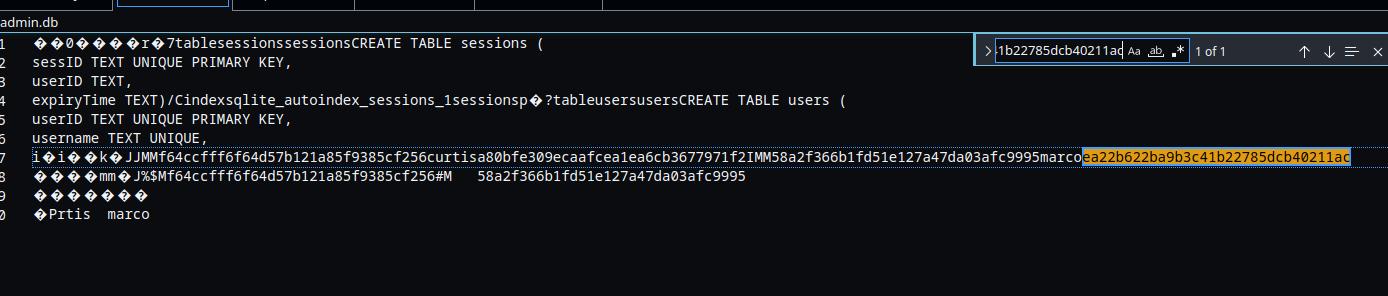 admin.db
1 ��0����r�7tablesessionssessionsCREATE TABLE sessions (
2 sessID TEXT UNIQUE PRIMARY KEY,
3 userID TEXT,
4 expiryTime TEXT)/Cindexsqlite_autoindex_sessions_1sessionsp�?tableusersusersCREATE TABLE users (
5 userID TEXT UNIQUE PRIMARY KEY,
6 username TEXT UNIQUE,
7 i�i��k�JJMMf64ccfff6f64d57b121a85f9385cf256curtisa80bfe309ecaafcea1ea6cb3677971f2IMM58a2f366b1fd51e127a47da03afc9995marcoea22b622ba9b3c41b22785dcb40211ac
8 ����mm�J%$Mf64ccfff6f64d57b121a85f9385cf256#M 58a2f366b1fd51e127a47da03afc9995
9 �������
0 �Prtis marco
1b22785dcb40211ac Aa ab .* 1 of 1